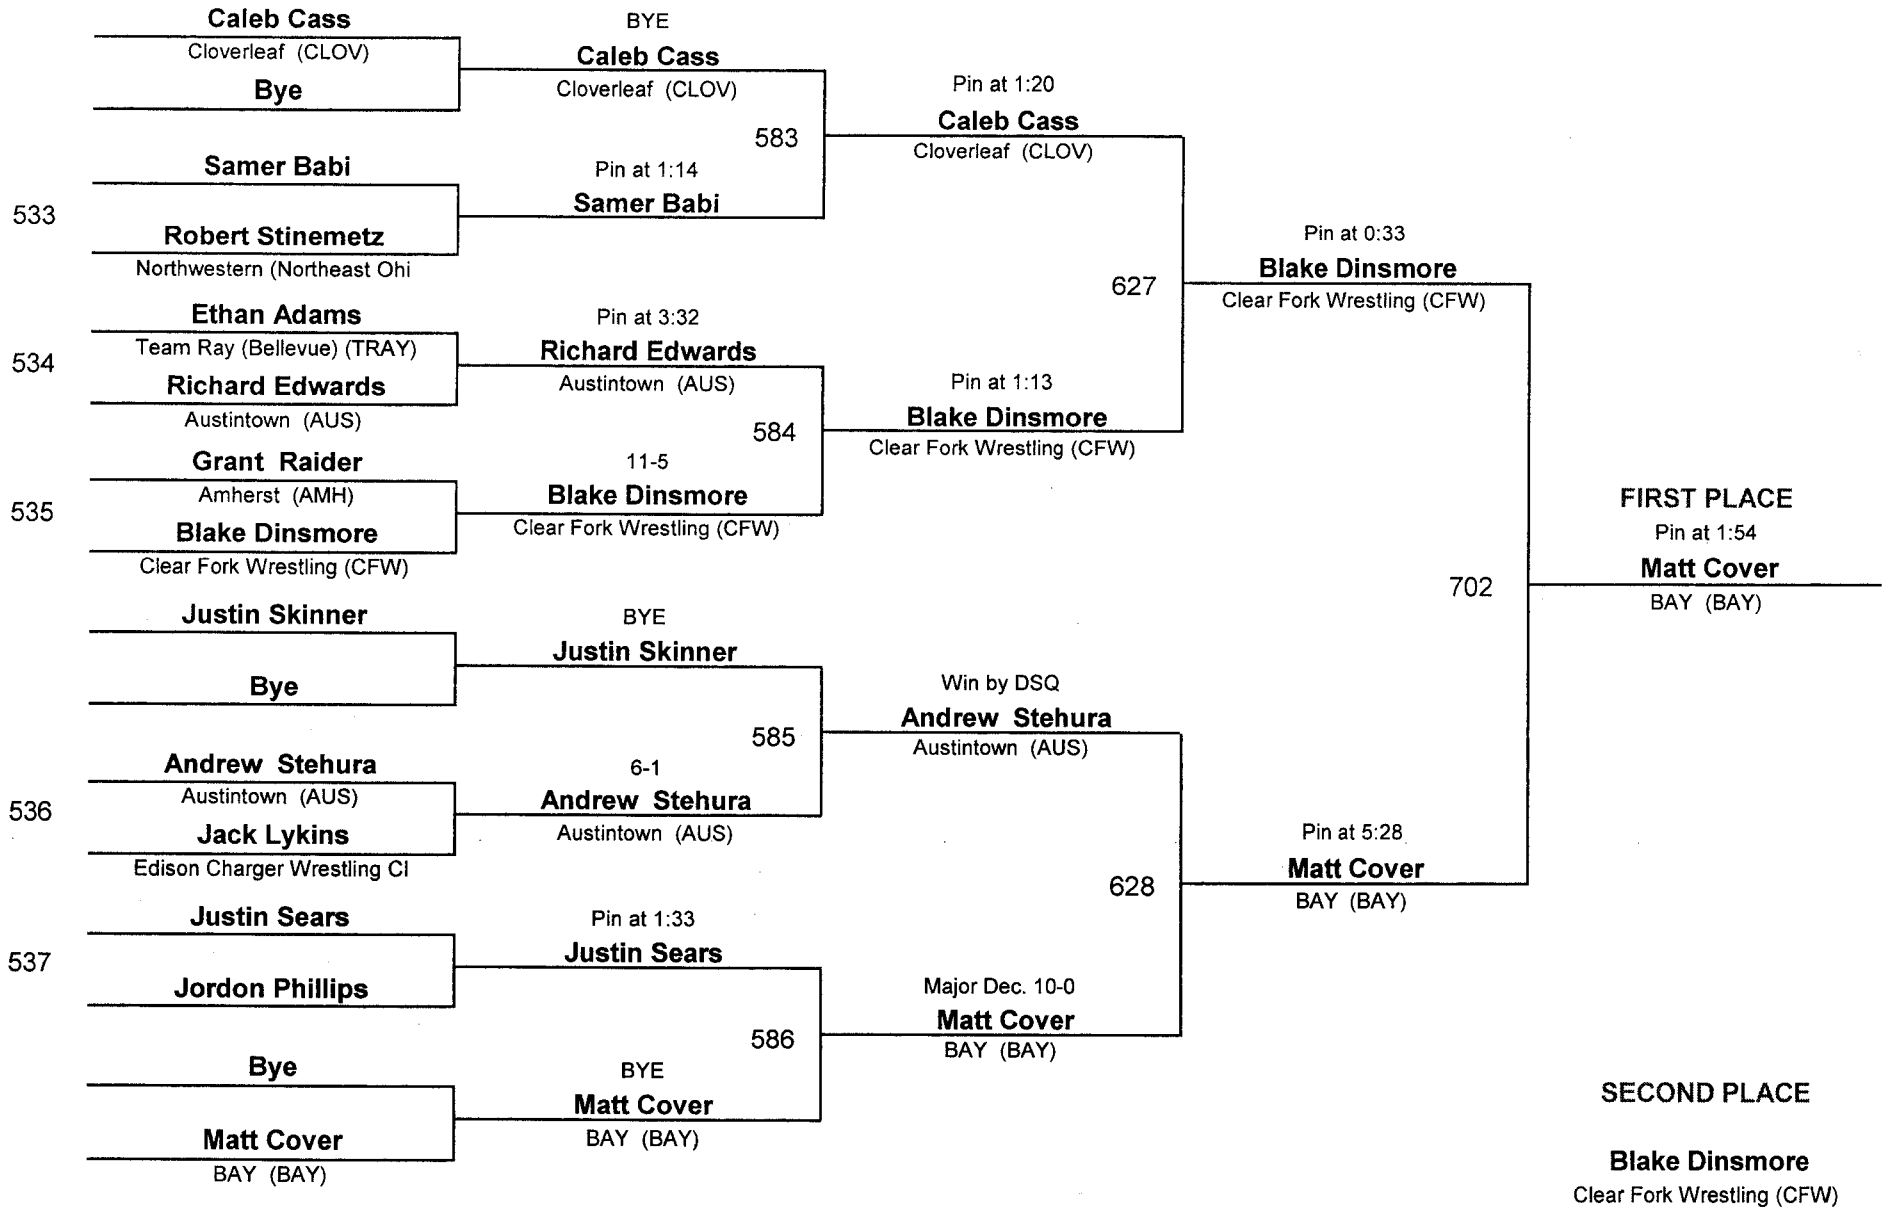 Caleb Cass
Cloverleaf (CLOV)
Bye
533
Samer Babi
Robert Stinemetz
Northwestern (Northeast Ohi
534
Ethan Adams
Team Ray (Bellevue) (TRAY)
Richard Edwards
Austintown (AUS)
535
Grant Raider
Amherst (AMH)
Blake Dinsmore
Clear Fork Wrestling (CFW)
Justin Skinner
Bye
536
Andrew Stehura
Austintown (AUS)
Jack Lykins
Edison Charger Wrestling Cl
537
Justin Sears
Jordon Phillips
Bye
Matt Cover
BAY (BAY)
BYE
Caleb Cass
Cloverleaf (CLOV)
583
Pin at 1:14
Samer Babi
Pin at 3:32
Richard Edwards
Austintown (AUS)
584
11-5
Blake Dinsmore
Clear Fork Wrestling (CFW)
BYE
Justin Skinner
585
6-1
Andrew Stehura
Austintown (AUS)
Pin at 1:33
Justin Sears
586
BYE
Matt Cover
BAY (BAY)
Pin at 1:20
Caleb Cass
Cloverleaf (CLOV)
627
Pin at 1:13
Blake Dinsmore
Clear Fork Wrestling (CFW)
Win by DSQ
Andrew Stehura
Austintown (AUS)
628
Major Dec. 10-0
Matt Cover
BAY (BAY)
Pin at 0:33
Blake Dinsmore
Clear Fork Wrestling (CFW)
702
Pin at 5:28
Matt Cover
BAY (BAY)
FIRST PLACE
Pin at 1:54
Matt Cover
BAY (BAY)
SECOND PLACE
Blake Dinsmore
Clear Fork Wrestling (CFW)